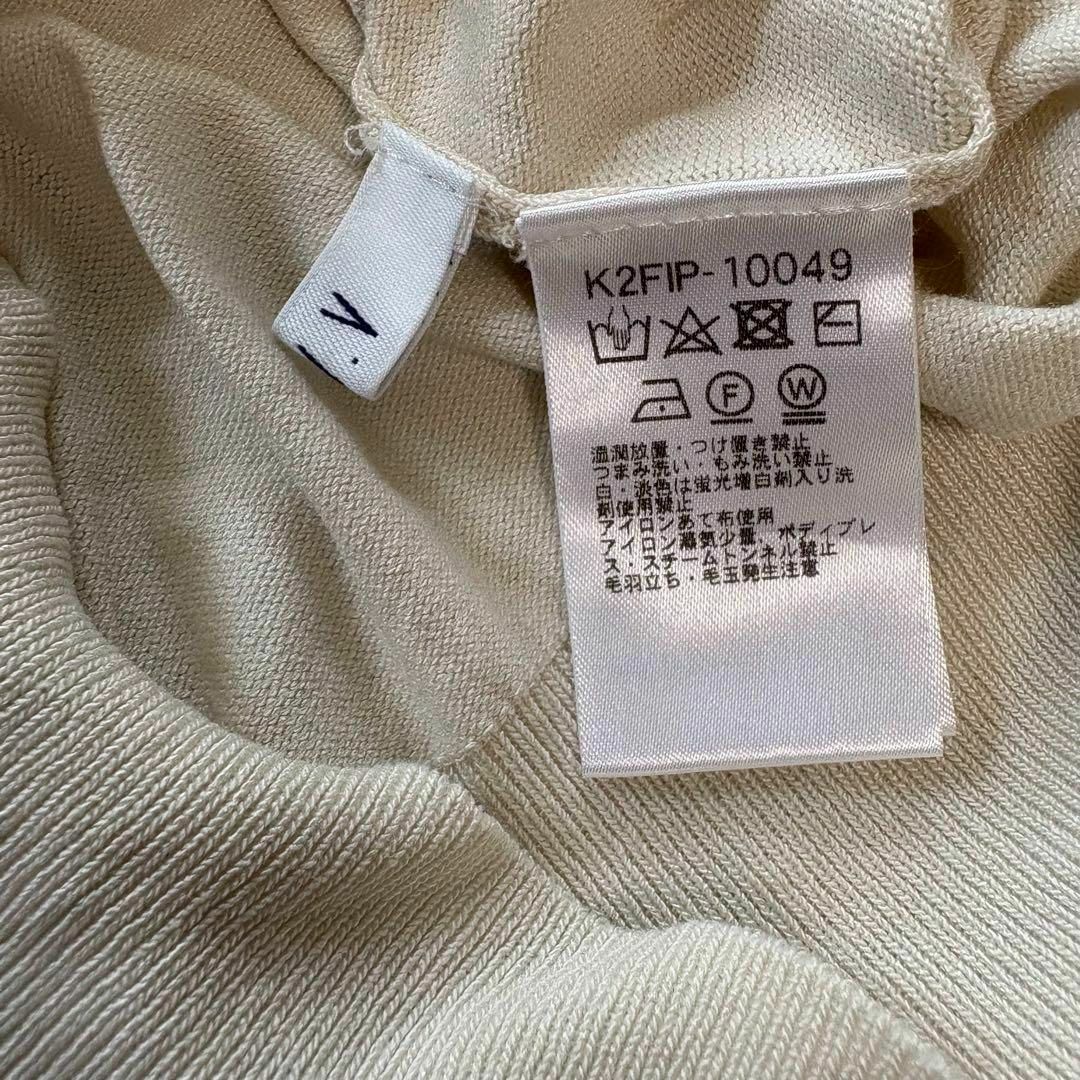 K2FIP-10049
F W
湿潤放置・つけ置き禁止
つまみ洗い・もみ洗い禁止
白・淡色は蛍光増白剤入り洗
剤使用禁止
アイロンあて布使用
アイロン蒸気少量、ボディプレ
ス・スチームトンネル禁止
毛羽立ち・毛玉発生注意
y